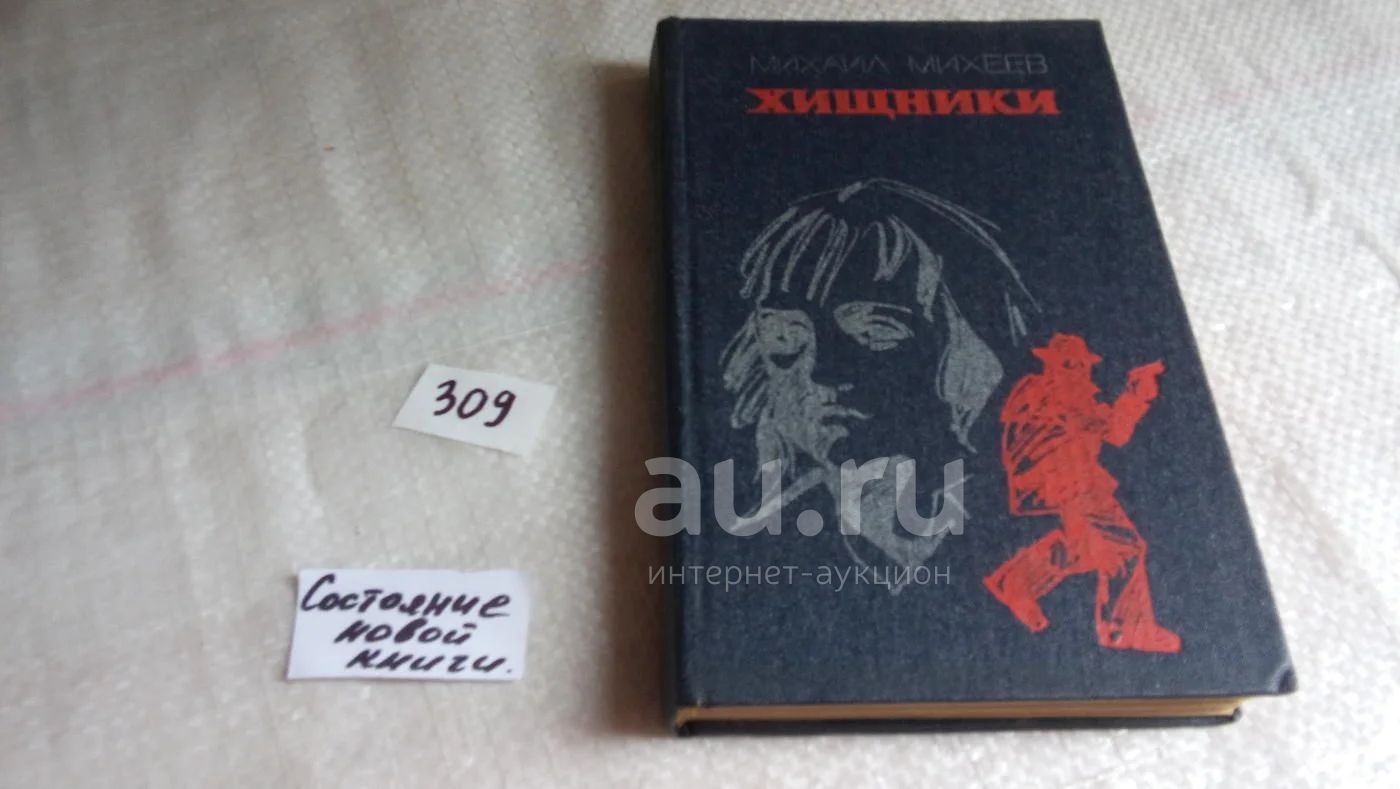 МИХАИЛ МИХЕЕВ
ХИЩНИКИ
309
au.ru
интернет-аукцион
Состояние
новой
книги.